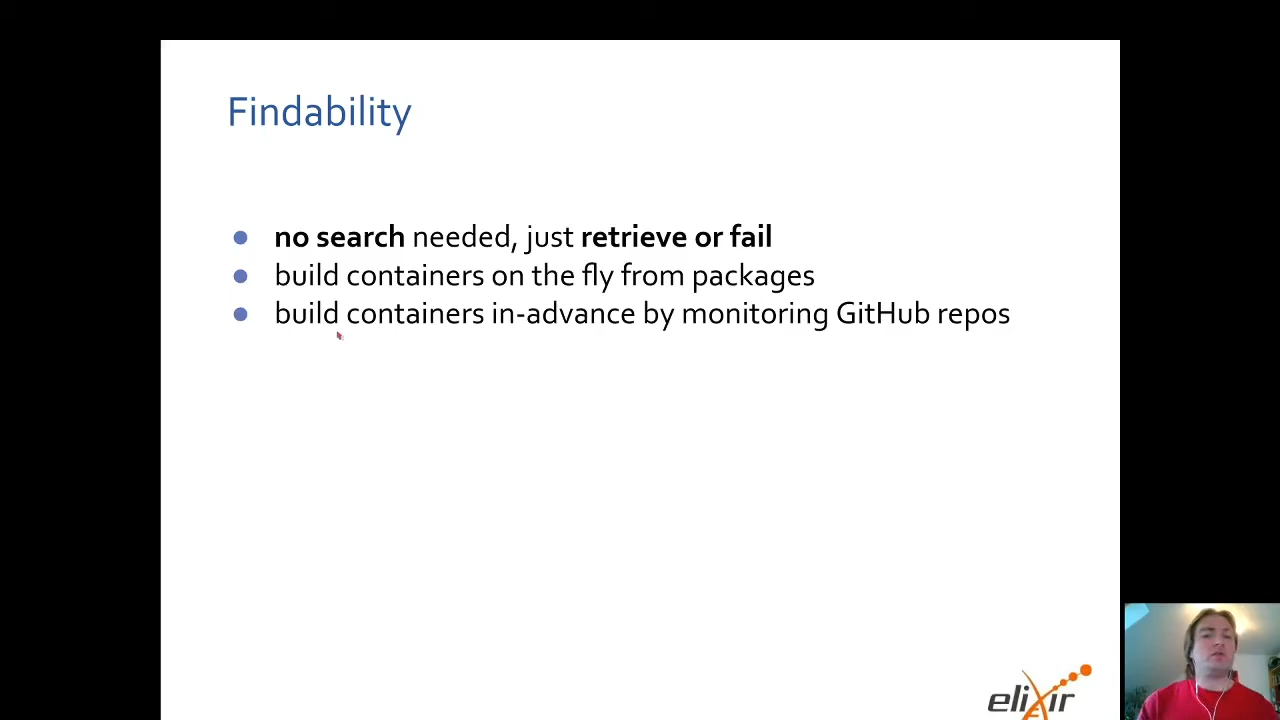 Findability
● no search needed, just retrieve or fail
● build containers on the fly from packages
● build containers in-advance by monitoring GitHub repos
elixir